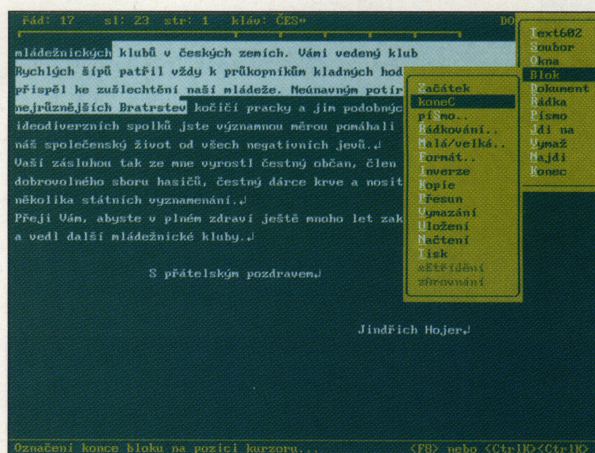 řád: 17 sl: 23 str: 1 kláv: ČES DO
mládežnických klubů v českých zemích. Vámi vedený klub
Rychlých šípů patřil vždy k průkopníkům kladných hod
přispěl ke zušlechtění naší mládeže. Neúnavným potír
nejrůznějších Bratrstev kočičí pracky a jim podobnýc
ideodiverzních spolků jste významnou měrou pomáhali
náš společenský život od všech negativních jevů.
Vaší zásluhou tak ze mne vyrostl čestný občan, člen
dobrovolného sboru hasičů, čestný dárce krve a nosit
několika státních vyznamenání.
Přeji Vám, abyste v plném zdraví ještě mnoho let zak
a vedl další mládežnické kluby.
S přátelským pozdravem
Jindřich Hojer
Text602
Soubor
Okna
Blok
Dokument
Řádka
Písmo
Jdi na
Vymaž
Najdi
Konec
Začátek
koneC
píSmo..
Řádkování..
Malá/velká..
Formát..
Inverze
Kopie
Přesun
Vymazání
Uložení
Načtení
Tisk
sEtřídění
zArovnání
Označení konce bloku na pozici kurzoru... <F8> nebo <CtrlK><CtrlK>